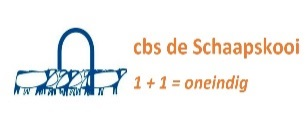 cbs de Schaapskooi
1 + 1 = oneindig